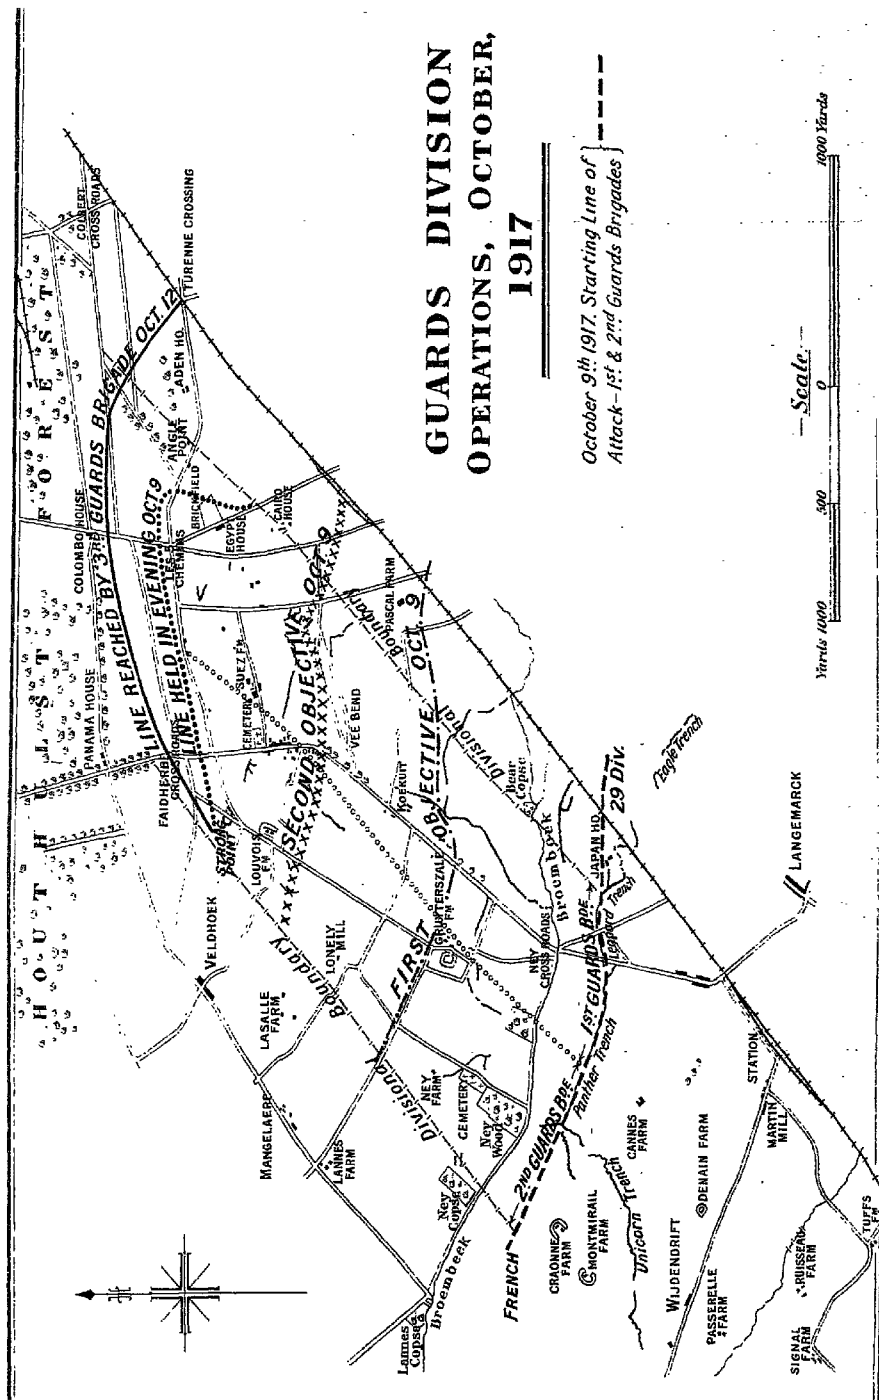 GUARDS DIVISION
OPERATIONS, OCTOBER,
1917
October 9th 1917. Starting Line of
Attack—1st & 2nd Guards Brigades
Scale
Yards 1000
500
0
1000 Yards
N
HOUTHULST FOREST
COLBERT
CROSS ROADS
TURENNE CROSSING
LINE REACHED BY 3RD GUARDS BRIGADE OCT. 12
ADEN HO.
ANGLE
POINT
COLOMBO HOUSE
PANAMA HOUSE
LINE HELD IN EVENING OCT 9
LES 5
CHEMINS
BRICKFIELD
EGYPT
HOUSE
CAIRO
HOUSE
FAIDHERBE
CROSS ROADS
CEMETERY
SUEZ FM
SECOND OBJECTIVE OCT. 9
STRONG
POINT
LOUVOIS
FM
VEE BEND
VELDHOEK
LONELY
MILL
LASALLE
FARM
KOEKUIT
PASCAL FARM
Divisional Boundary
FIRST OBJECTIVE OCT. 9
Divisional Boundary
MANGELAERE
LANNES
FARM
NEY
FARM
CEMETERY
Ney
Wood
Ney
Copse
GRUYTERSZALE
FM
NEY
CROSS ROADS
Bear
Copse
Broembeek
Broembeek
Lannes
Copse
FRENCH
2ND GUARDS BDE
1ST GUARDS BDE
JAPAN HO.
29 DIV.
Eagle Trench
Leopard Trench
Panther Trench
Unicorn Trench
CRAONNE
FARM
MONTMIRAIL
FARM
CANNES
FARM
DENAIN FARM
LANGEMARCK
STATION
MARTIN
MILL
WIJDENDRIFT
PASSERELLE
FARM
RUISSEAU
FARM
SIGNAL
FARM
TUFFS
FM